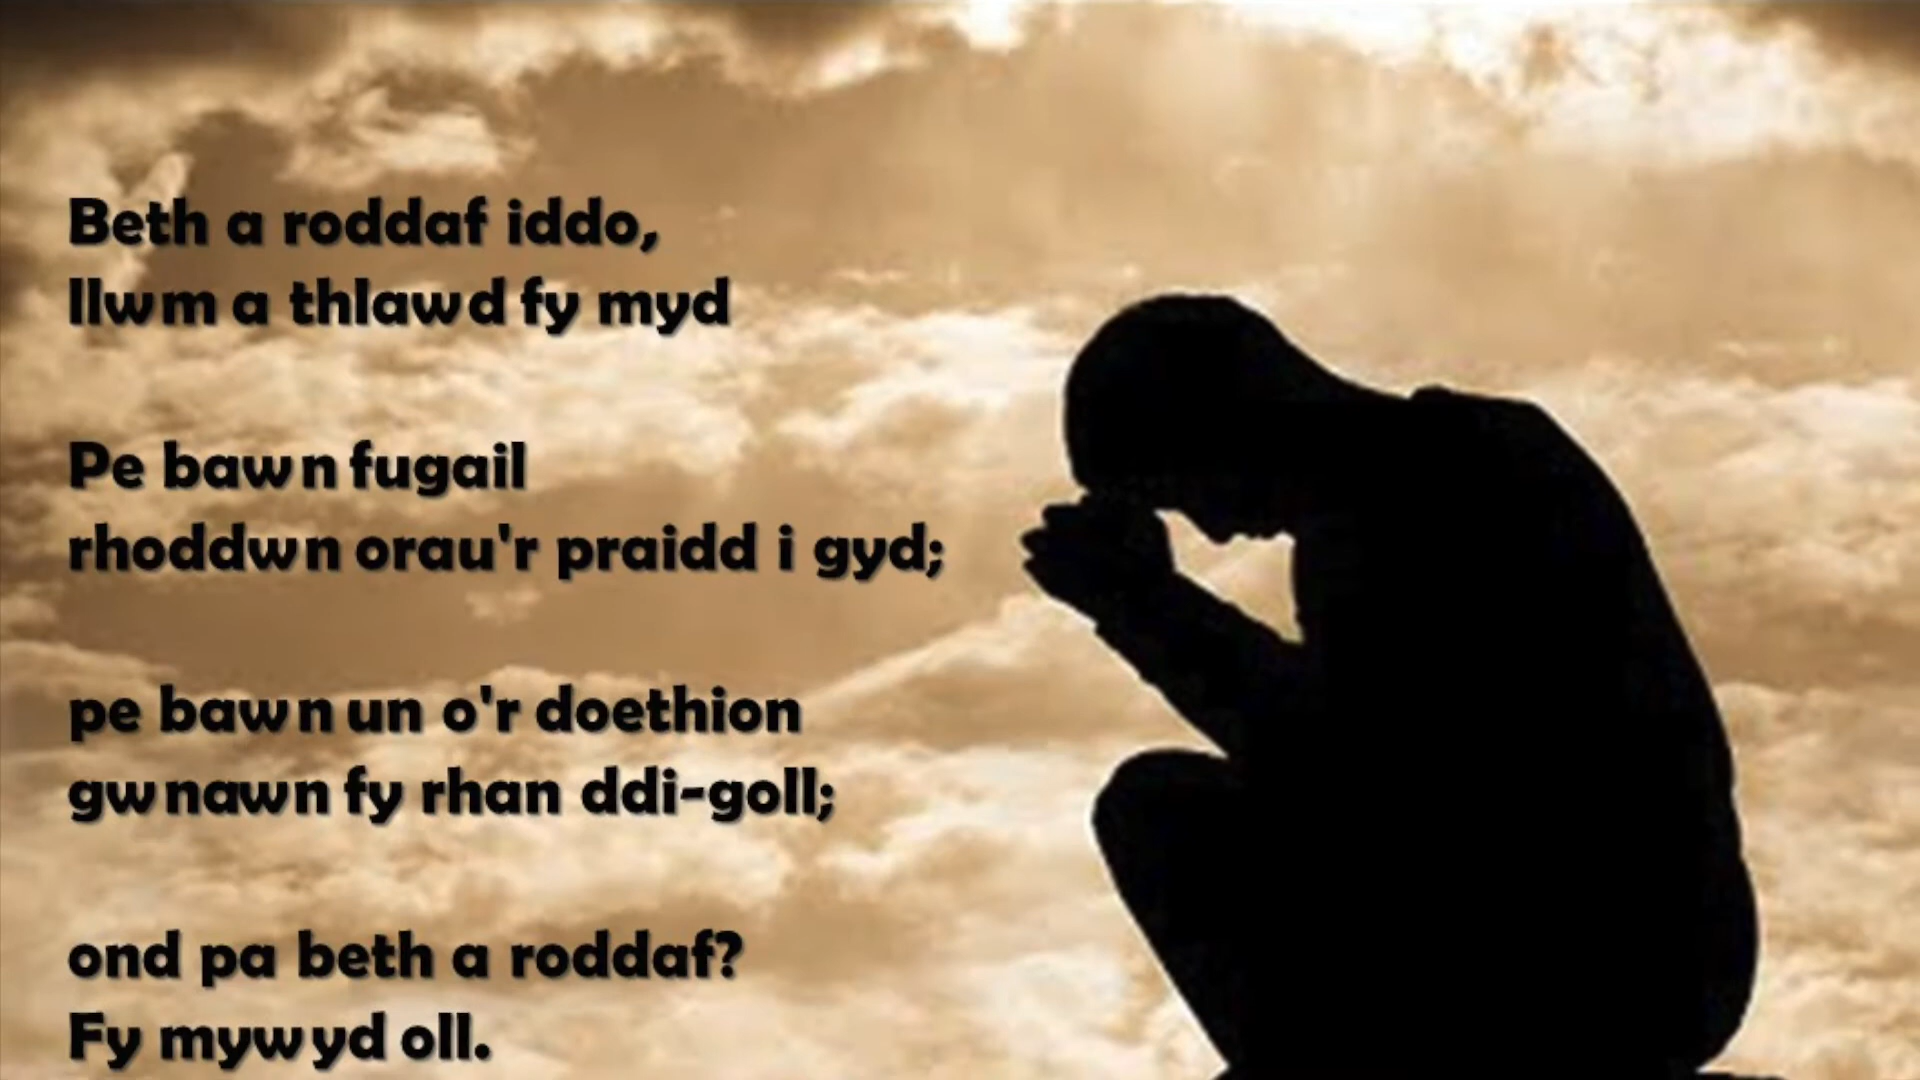 Beth a roddaf iddo,
llwm a thlawd fy myd
Pe bawn fugail
rhoddwn orau'r praidd i gyd;
pe bawn un o'r doethion
gwnawn fy rhan ddi-goll;
ond pa beth a roddaf?
Fy mywyd oll.